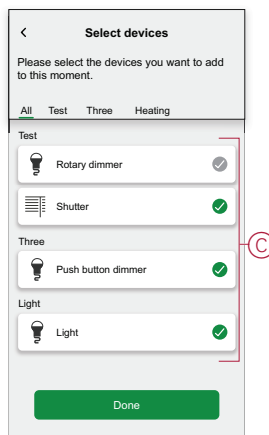 Select devices
Please select the devices you want to add
to this moment.
All Test Three Heating
Test
Rotary dimmer
Shutter
Three
Push button dimmer
Light
Light
Done
C